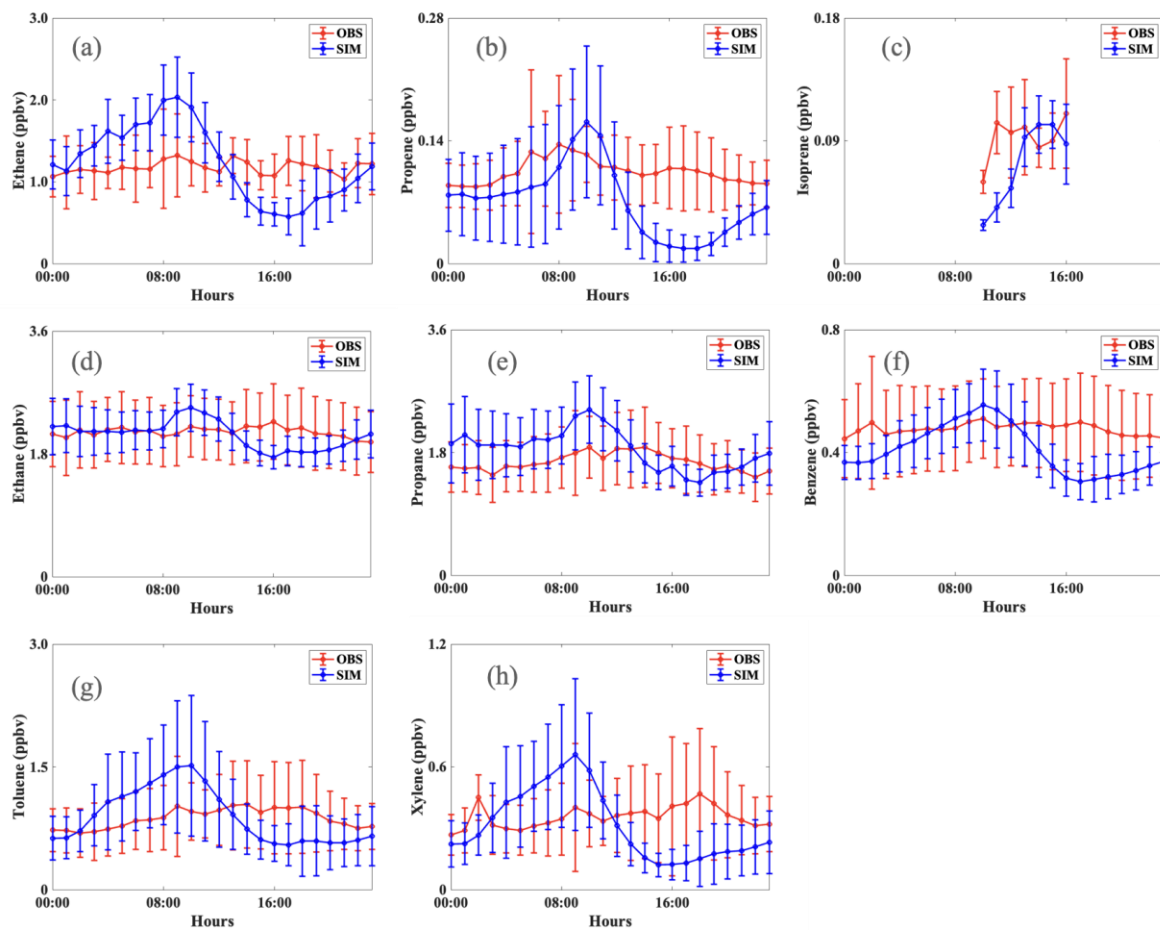 (a)
OBS
SIM
Ethene (ppbv)
3.0
2.0
1.0
0
00:00 08:00 16:00
Hours
(b)
OBS
SIM
Propene (ppbv)
0.28
0.14
0
00:00 08:00 16:00
Hours
(c)
OBS
SIM
Isoprene (ppbv)
0.18
0.09
0
00:00 08:00 16:00
Hours
(d)
OBS
SIM
Ethane (ppbv)
3.6
1.8
0
00:00 08:00 16:00
Hours
(e)
OBS
SIM
Propane (ppbv)
3.6
1.8
0
00:00 08:00 16:00
Hours
(f)
OBS
SIM
Benzene (ppbv)
0.8
0.4
0
00:00 08:00 16:00
Hours
(g)
OBS
SIM
Toluene (ppbv)
3.0
1.5
0
00:00 08:00 16:00
Hours
(h)
OBS
SIM
Xylene (ppbv)
1.2
0.6
0
00:00 08:00 16:00
Hours